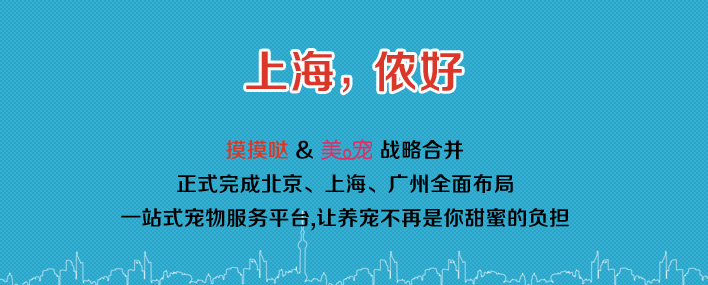 上海，侬好
摸摸哒 & 美的宠 战略合并
正式完成北京、上海、广州全面布局
一站式宠物服务平台,让养宠不再是你甜蜜的负担